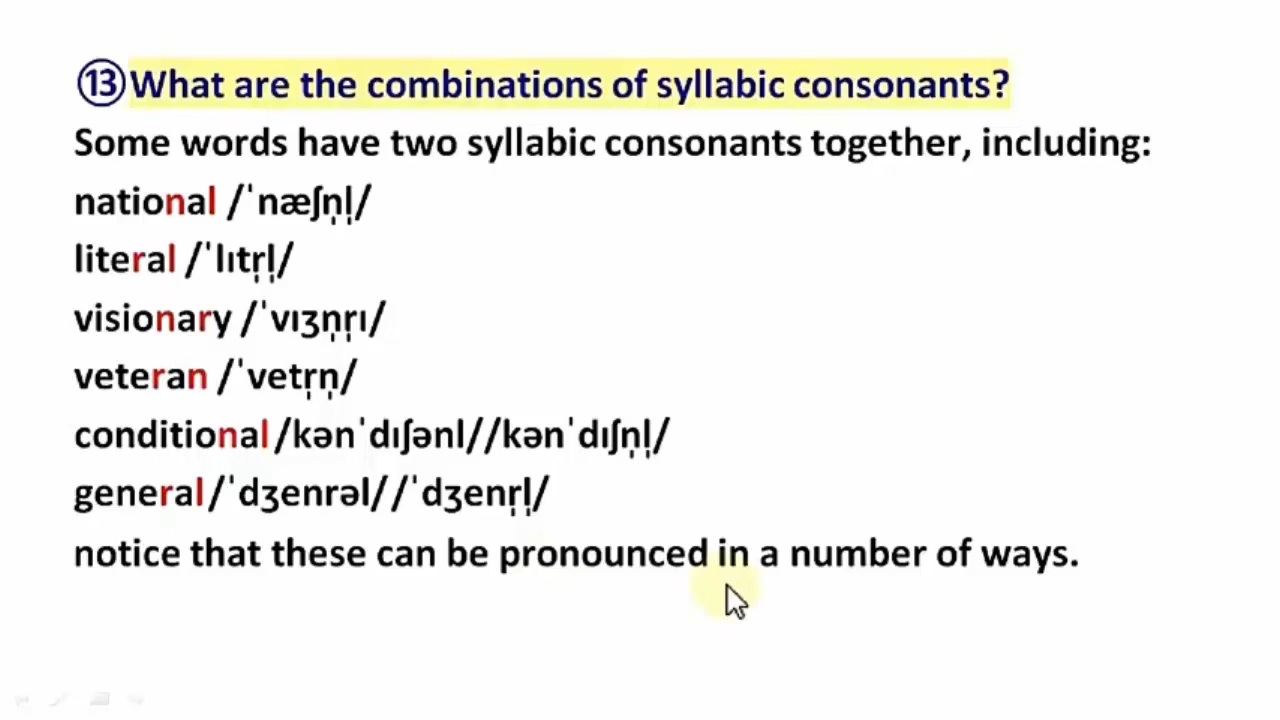 ⑬What are the combinations of syllabic consonants?
Some words have two syllabic consonants together, including:
national /ˈnæʃn̩l̩/
literal /ˈlɪtr̩l̩/
visionary /ˈvɪʒn̩r̩ɪ/
veteran /ˈvetr̩n̩/
conditional /kənˈdɪʃənl//kənˈdɪʃn̩l̩/
general /ˈdʒenrəl//ˈdʒenr̩l̩/
notice that these can be pronounced in a number of ways.